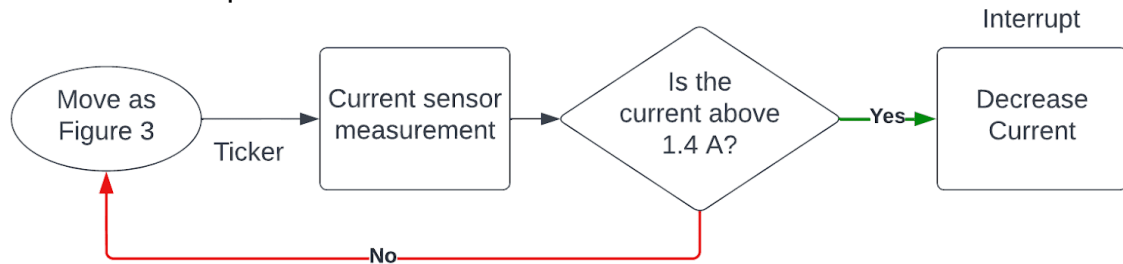 Interrupt
Move as
Figure 3
Ticker
Current sensor
measurement
Is the
current above
1.4 A?
Yes
Decrease
Current
No